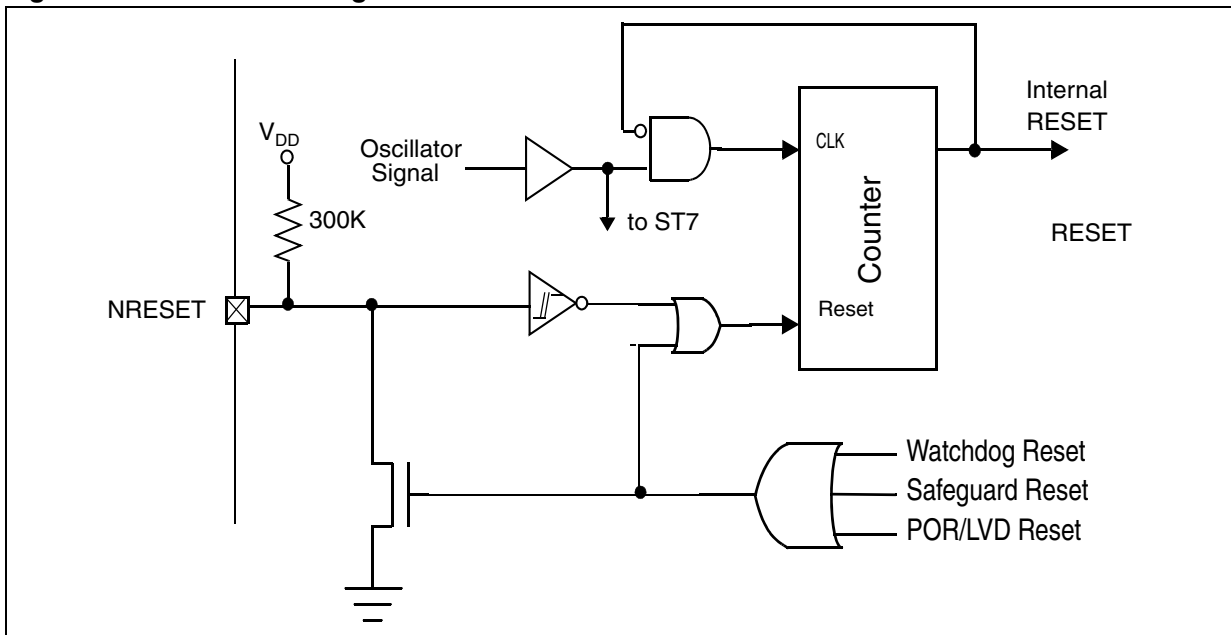 Internal
RESET
V_DD
Oscillator
Signal
CLK
300K
to ST7
Counter
RESET
NRESET
Reset
Watchdog Reset
Safeguard Reset
POR/LVD Reset